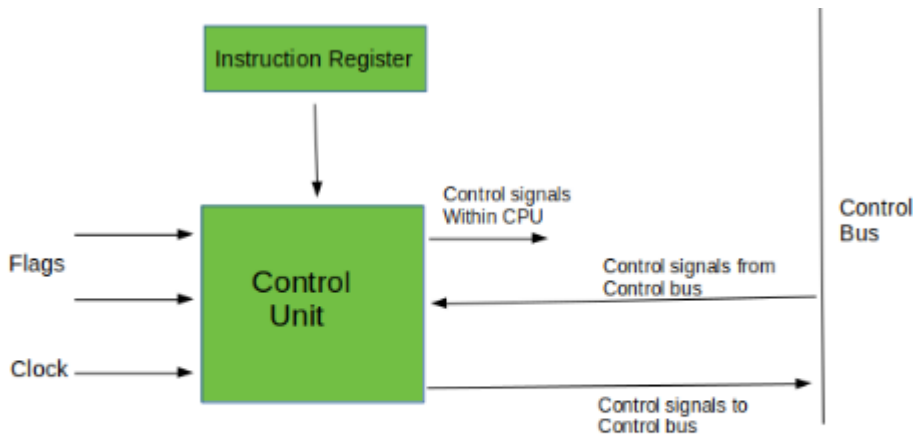 Instruction Register
Control signals
Within CPU
Control
Bus
Flags
Control
Unit
Control signals from
Control bus
Clock
Control signals to
Control bus